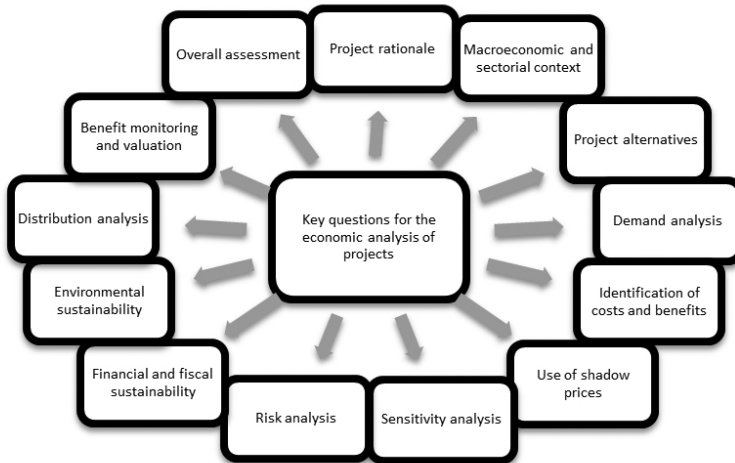 Overall assessment
Project rationale
Macroeconomic and
sectorial context
Benefit monitoring
and valuation
Project alternatives
Distribution analysis
Key questions for the
economic analysis of
projects
Demand analysis
Environmental
sustainability
Identification of
costs and benefits
Financial and fiscal
sustainability
Risk analysis
Sensitivity analysis
Use of shadow
prices